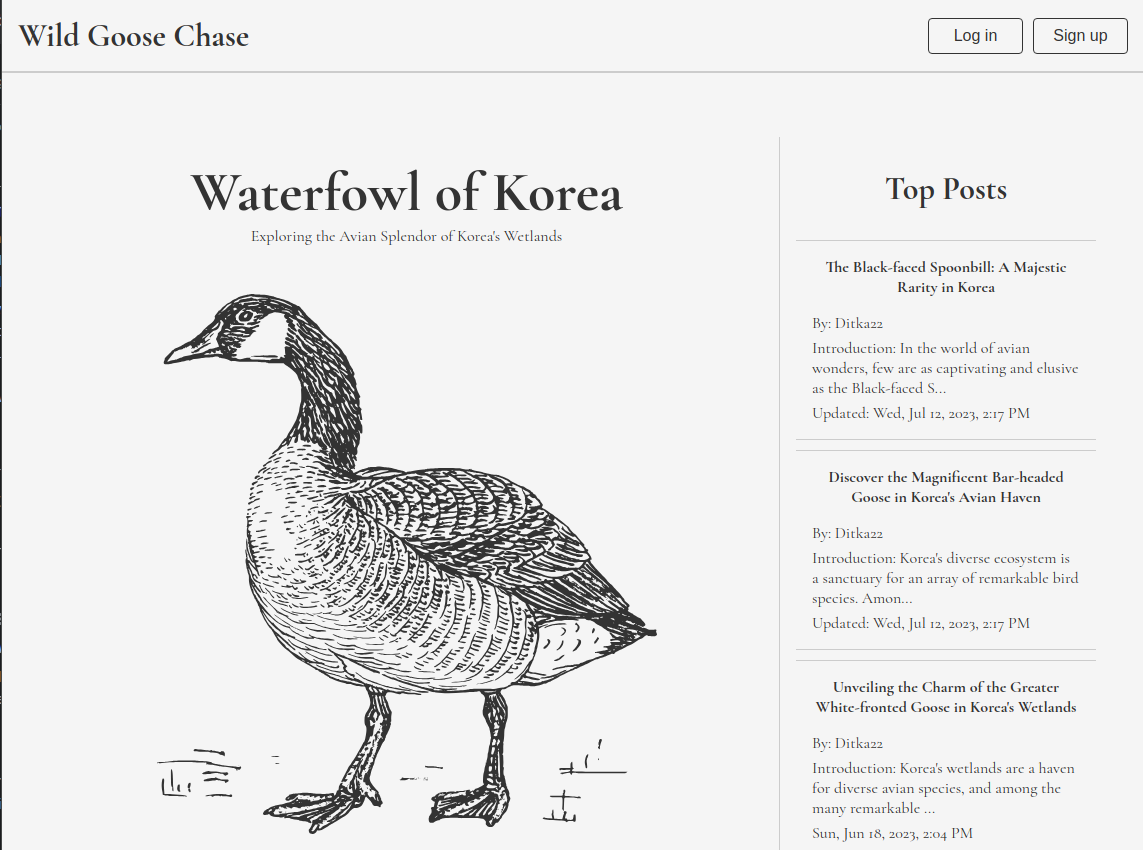 Wild Goose Chase
Log in
Sign up
Waterfowl of Korea
Exploring the Avian Splendor of Korea's Wetlands
Top Posts
The Black-faced Spoonbill: A Majestic
Rarity in Korea
By: Ditka22
Introduction: In the world of avian
wonders, few are as captivating and elusive
as the Black-faced S...
Updated: Wed, Jul 12, 2023, 2:17 PM
Discover the Magnificent Bar-headed
Goose in Korea's Avian Haven
By: Ditka22
Introduction: Korea's diverse ecosystem is
a sanctuary for an array of remarkable bird
species. Amon...
Updated: Wed, Jul 12, 2023, 2:17 PM
Unveiling the Charm of the Greater
White-fronted Goose in Korea's Wetlands
By: Ditka22
Introduction: Korea's wetlands are a haven
for diverse avian species, and among the
many remarkable ...
Sun, Jun 18, 2023, 2:04 PM